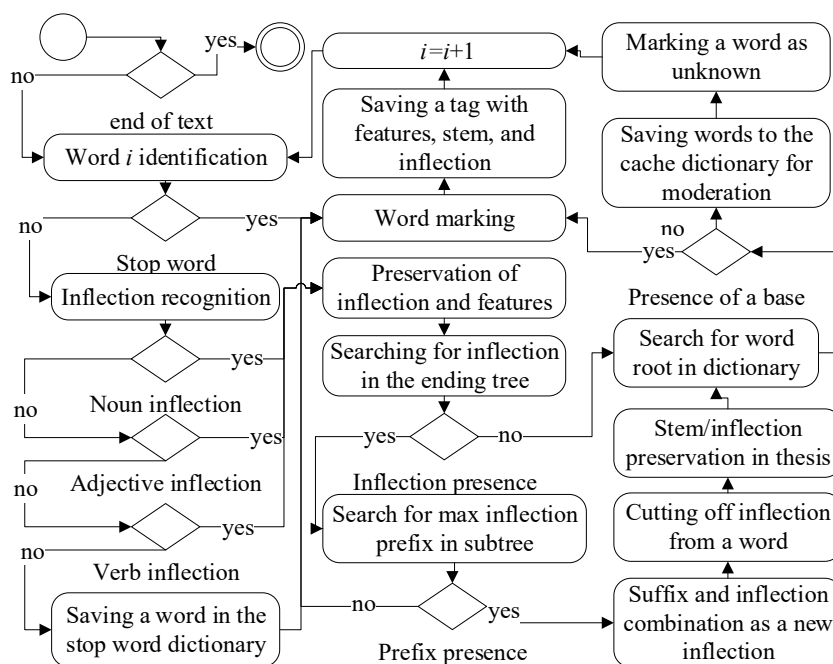 yes
no
end of text
Word i identification
no
yes
Stop word
Inflection recognition
yes
no
Noun inflection
yes
Adjective inflection
no
yes
no
Verb inflection
Saving a word in the
stop word dictionary
i=i+1
Saving a tag with
features, stem, and
inflection
Word marking
Preservation of
inflection and features
Searching for inflection
in the ending tree
yes
no
Inflection presence
Search for max inflection
prefix in subtree
no
yes
Prefix presence
Marking a word as
unknown
Saving words to the
cache dictionary for
moderation
no
yes
Presence of a base
Search for word
root in dictionary
Stem/inflection
preservation in thesis
Cutting off inflection
from a word
Suffix and inflection
combination as a new
inflection